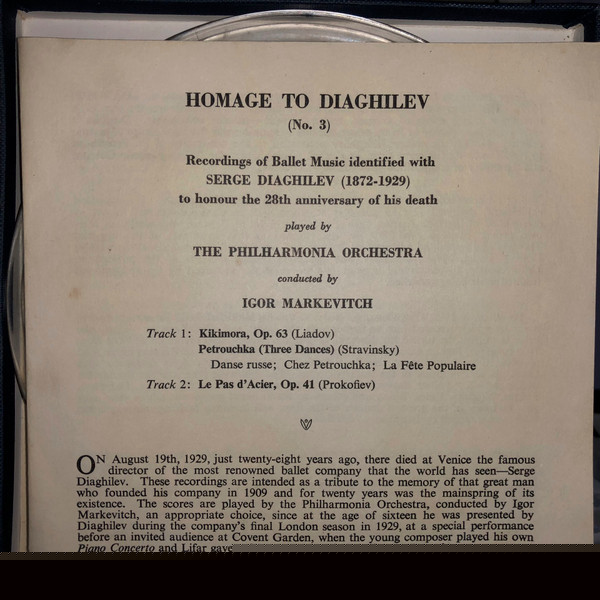 HOMAGE TO DIAGHILEV
(No. 3)
Recordings of Ballet Music identified with
SERGE DIAGHILEV (1872-1929)
to honour the 28th anniversary of his death
played by
THE PHILHARMONIA ORCHESTRA
conducted by
IGOR MARKEVITCH
Track 1: Kikimora, Op. 63 (Liadov)
Petrouchka (Three Dances) (Stravinsky)
Danse russe; Chez Petrouchka; La Fête Populaire
Track 2: Le Pas d'Acier, Op. 41 (Prokofiev)
ON August 19th, 1929, just twenty-eight years ago, there died at Venice the famous
director of the most renowned ballet company that the world has seen—Serge
Diaghilev. These recordings are intended as a tribute to the memory of that great man
who founded his company in 1909 and for twenty years was the mainspring of its
existence. The scores are played by the Philharmonia Orchestra, conducted by Igor
Markevitch, an appropriate choice, since at the age of sixteen he was presented by
Diaghilev during the company's final London season in 1929, at a special performance
before an invited audience at Covent Garden, when the young composer played his own
Piano Concerto and Lifar gave